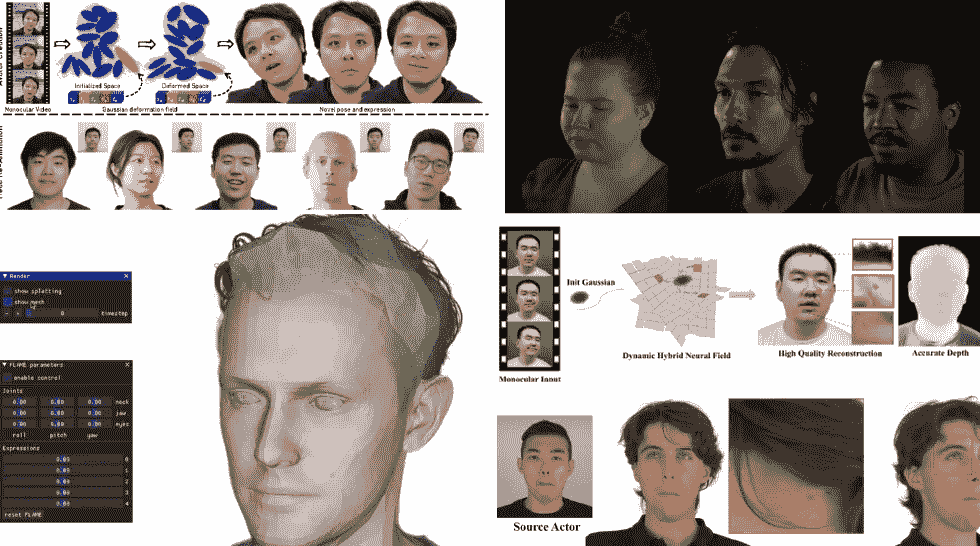 Initialized Space
Deformed Space
Monocular Video
Gaussian deformation field
Novel pose and expression
Render
show splatting
show mesh
- + 0 timestep
FLAME parameters
enable control
Joints
0.00 0.00 0.00 neck
0.00 0.00 0.00 jaw
0.00 0.00 0.00 eyes
roll pitch yaw
Expressions
0.00 0
0.00 1
0.00 2
0.00 3
0.00 4
reset FLAME
Init Gaussian
Dynamic Hybrid Neural Field
High Quality Reconstruction
Accurate Depth
Monocular Input
Source Actor